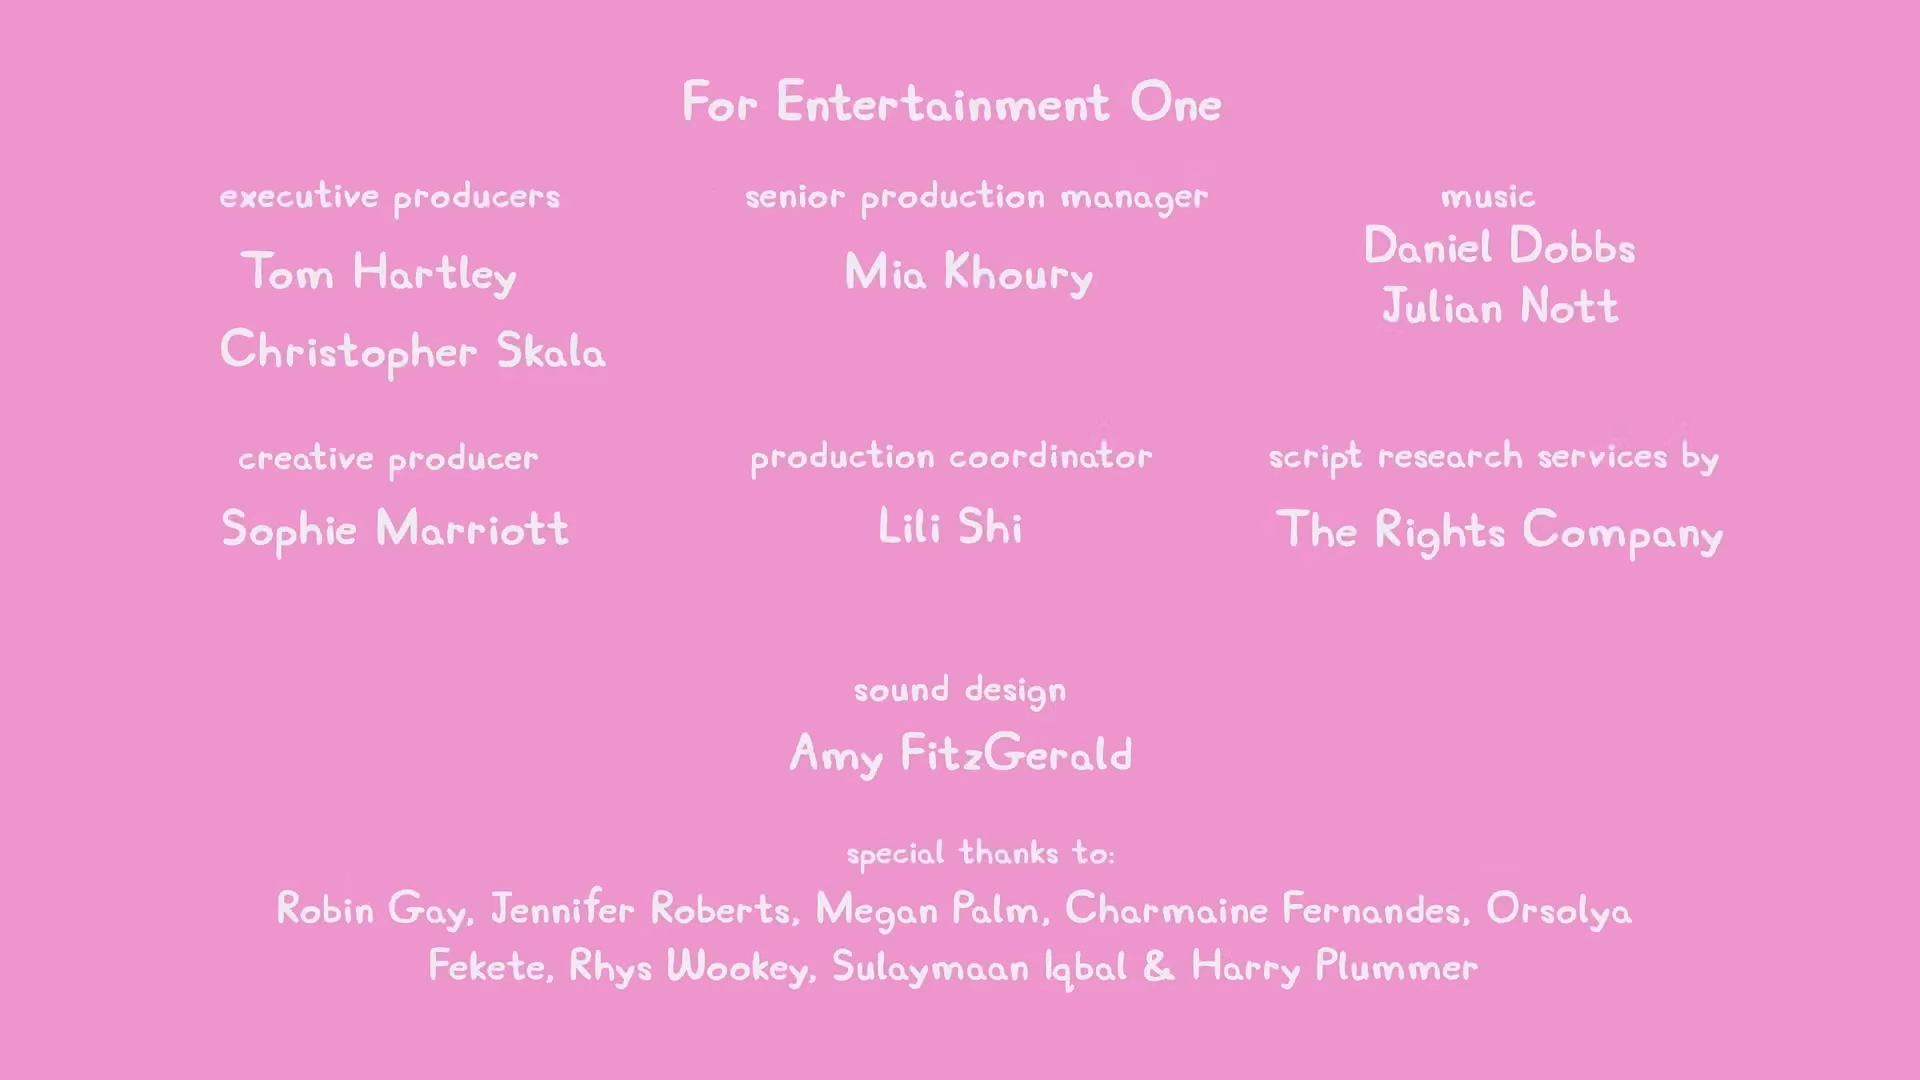 For Entertainment One
executive producers
Tom Hartley
Christopher Skala
senior production manager
Mia Khoury
music
Daniel Dobbs
Julian Nott
creative producer
Sophie Marriott
production coordinator
Lili Shi
script research services by
The Rights Company
sound design
Amy FitzGerald
special thanks to:
Robin Gay, Jennifer Roberts, Megan Palm, Charmaine Fernandes, Orsolya
Fekete, Rhys Wookey, Sulaymaan Iqbal & Harry Plummer